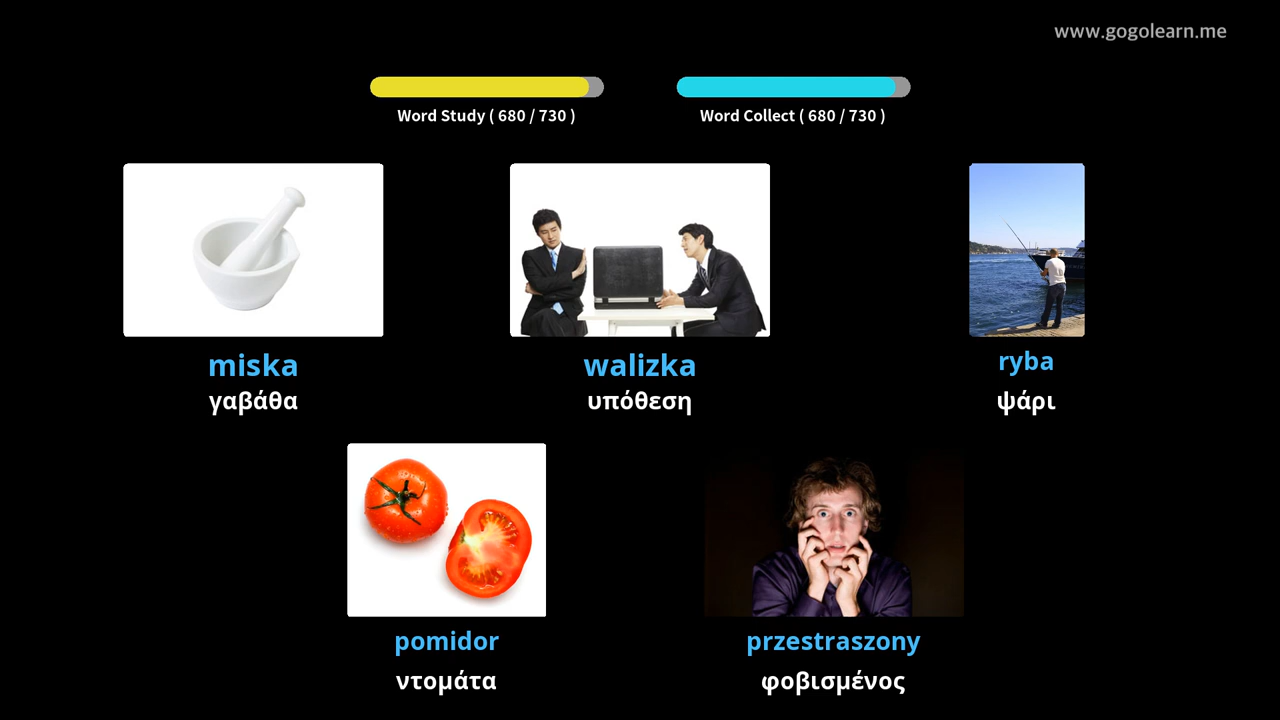 www.gogolearn.me
Word Study ( 680 / 730 )
Word Collect ( 680 / 730 )
miska
γαβάθα
walizka
υπόθεση
ryba
ψάρι
pomidor
ντομάτα
przestraszony
φοβισμένος